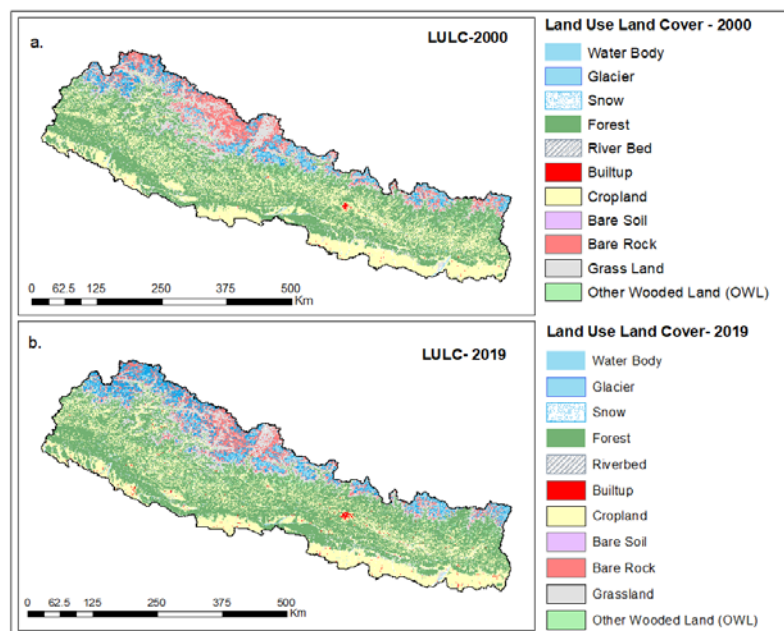 a.
LULC-2000
0 62.5 125 250 375 500
Km
Land Use Land Cover - 2000
Water Body
Glacier
Snow
Forest
River Bed
Builtup
Cropland
Bare Soil
Bare Rock
Grass Land
Other Wooded Land (OWL)
b.
LULC- 2019
0 62.5 125 250 375 500
Km
Land Use Land Cover- 2019
Water Body
Glacier
Snow
Forest
Riverbed
Builtup
Cropland
Bare Soil
Bare Rock
Grassland
Other Wooded Land (OWL)